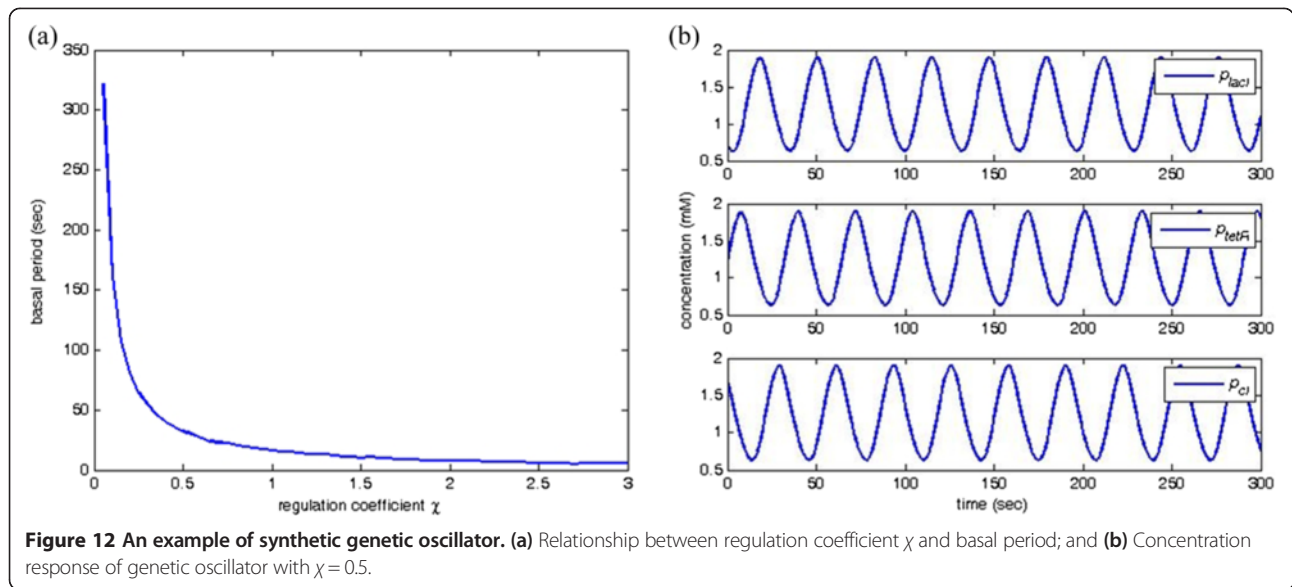 (a)
350
300
250
200
150
100
50
0
basal period (sec)
0 0.5 1 1.5 2 2.5 3
regulation coefficient χ
(b)
2
1.5
1
0.5
p_lacI
0 50 100 150 200 250 300
2
1.5
1
0.5
p_tetR
0 50 100 150 200 250 300
concentration (mM)
2
1.5
1
0.5
p_cI
0 50 100 150 200 250 300
time (sec)
Figure 12 An example of synthetic genetic oscillator. (a) Relationship between regulation coefficient χ and basal period; and (b) Concentration
response of genetic oscillator with χ = 0.5.